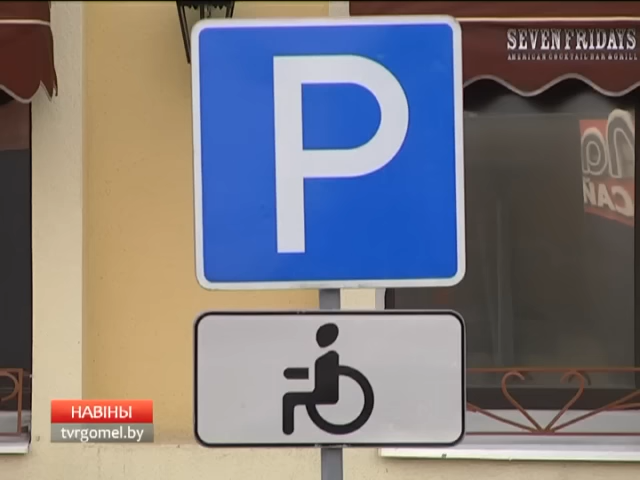 SEVEN FRIDAYS
AMERICAN COCKTAIL BAR & GRILL
P
НАВІНЫ
tvrgomel.by